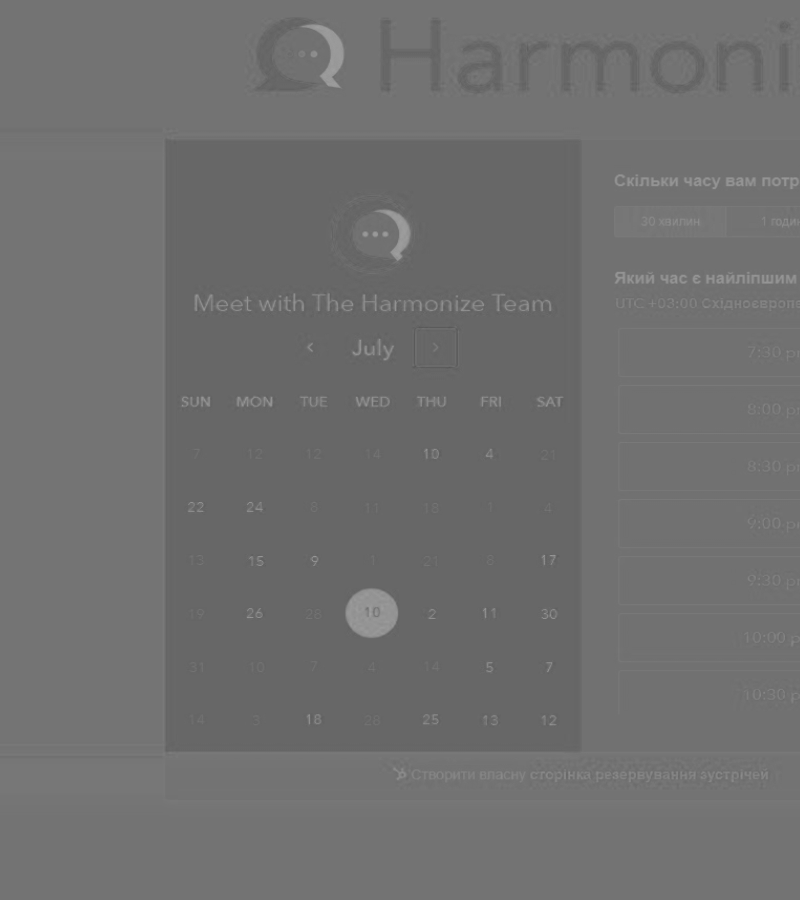 Harmoni
Meet with The Harmonize Team
‹ July ›
SUN MON TUE WED THU FRI SAT
7 12 12 14 10 4 21
22 24 8 11 18 1 4
13 15 9 1 21 8 17
19 26 28 10 2 11 30
31 10 7 4 14 5 7
14 3 18 28 25 13 12
Скільки часу вам потр
30 хвилин 1 годин
Який час є найліпшим
UTC +03:00 Східноєвропе
7:30 p
8:00 p
8:30 p
9:00 p
9:30 p
10:00 p
10:30 p
Створити власну сторінка резервування зустрічей